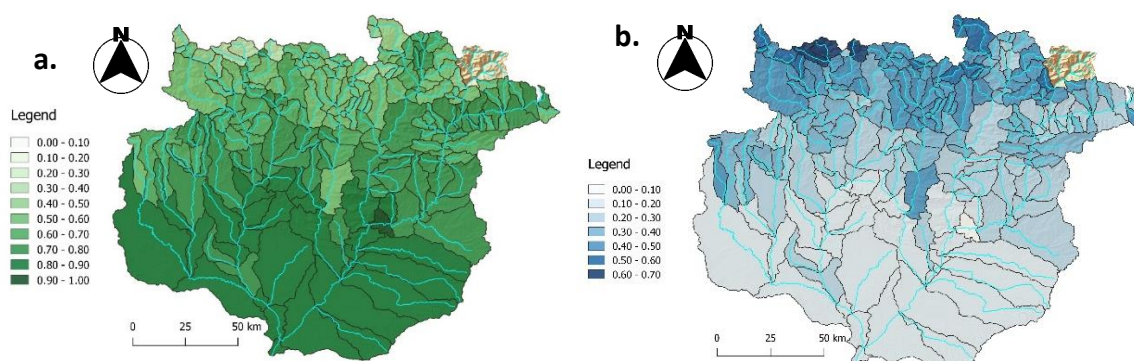 a.
N
Legend
0.00 - 0.10
0.10 - 0.20
0.20 - 0.30
0.30 - 0.40
0.40 - 0.50
0.50 - 0.60
0.60 - 0.70
0.70 - 0.80
0.80 - 0.90
0.90 - 1.00
0 25 50 km
b.
N
Legend
0.00 - 0.10
0.10 - 0.20
0.20 - 0.30
0.30 - 0.40
0.40 - 0.50
0.50 - 0.60
0.60 - 0.70
0 25 50 km